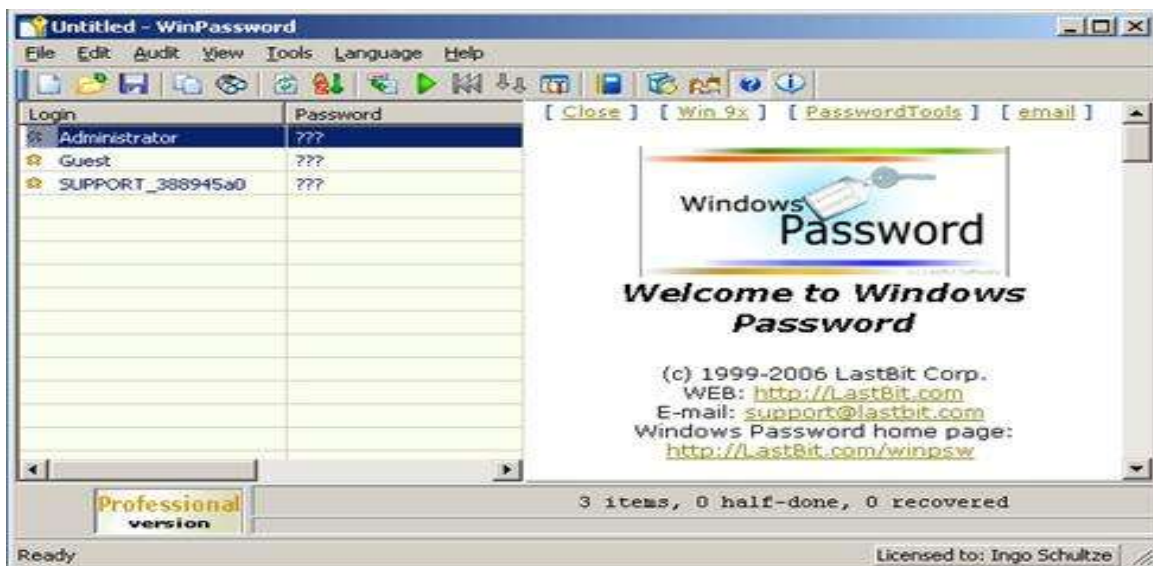 Untitled - WinPassword
File Edit Audit View Tools Language Help
Login Password
Administrator ???
Guest ???
SUPPORT_388945a0 ???
[ Close ] [ Win 9x ] [ PasswordTools ] [ email ]
Windows
Password
Welcome to Windows
Password
(c) 1999-2006 LastBit Corp.
WEB: http://LastBit.com
E-mail: support@lastbit.com
Windows Password home page:
http://LastBit.com/winpsw
Professional
version
3 items, 0 half-done, 0 recovered
Ready
Licensed to: Ingo Schultze